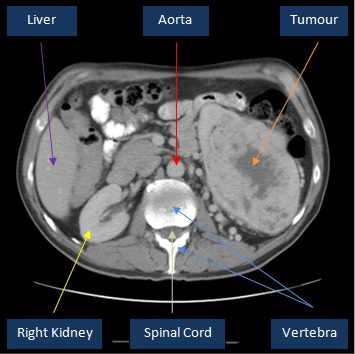 Liver
Aorta
Tumour
Right Kidney
Spinal Cord
Vertebra